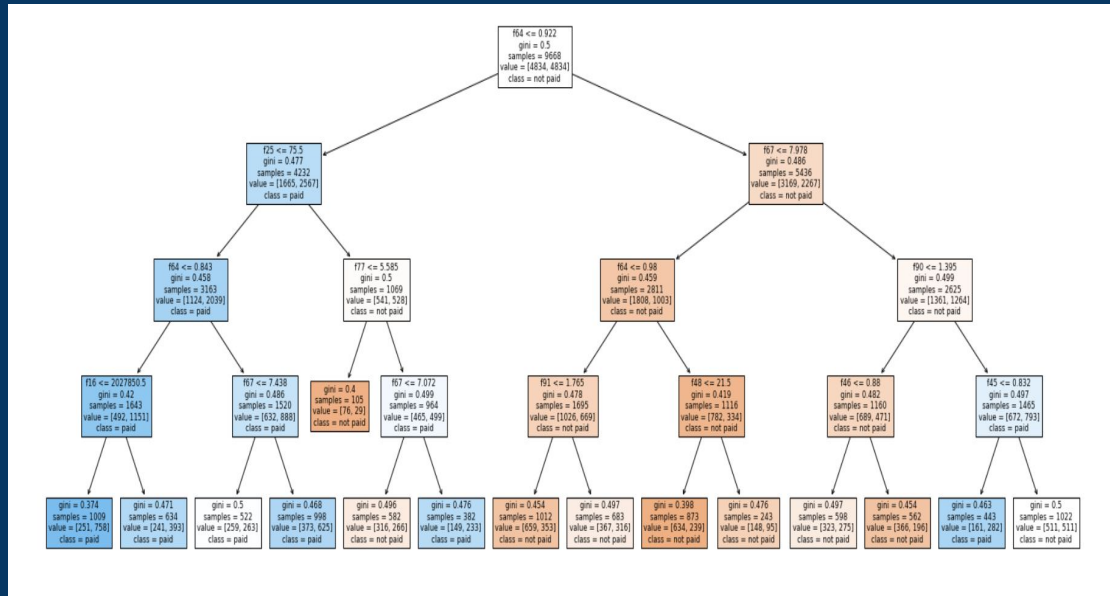 f64 <= 0.922
gini = 0.5
samples = 9668
value = [4834, 4834]
class = not paid
f25 <= 75.5
gini = 0.477
samples = 4232
value = [1665, 2567]
class = paid
f67 <= 7.978
gini = 0.486
samples = 5436
value = [3169, 2267]
class = not paid
f64 <= 0.843
gini = 0.458
samples = 3163
value = [1124, 2039]
class = paid
f77 <= 5.585
gini = 0.5
samples = 1069
value = [541, 528]
class = not paid
f64 <= 0.98
gini = 0.459
samples = 2811
value = [1808, 1003]
class = not paid
f90 <= 1.395
gini = 0.499
samples = 2625
value = [1361, 1264]
class = not paid
f16 <= 2027850.5
gini = 0.42
samples = 1643
value = [492, 1151]
class = paid
f67 <= 7.438
gini = 0.486
samples = 1520
value = [632, 888]
class = paid
gini = 0.4
samples = 105
value = [76, 29]
class = not paid
f67 <= 7.072
gini = 0.499
samples = 964
value = [465, 499]
class = paid
f91 <= 1.765
gini = 0.478
samples = 1695
value = [1026, 669]
class = not paid
f48 <= 21.5
gini = 0.419
samples = 1116
value = [782, 334]
class = not paid
f46 <= 0.88
gini = 0.482
samples = 1160
value = [689, 471]
class = not paid
f45 <= 0.832
gini = 0.497
samples = 1465
value = [672, 793]
class = paid
gini = 0.374
samples = 1009
value = [251, 758]
class = paid
gini = 0.471
samples = 634
value = [241, 393]
class = paid
gini = 0.5
samples = 522
value = [259, 263]
class = paid
gini = 0.468
samples = 998
value = [373, 625]
class = paid
gini = 0.496
samples = 582
value = [316, 266]
class = not paid
gini = 0.476
samples = 382
value = [149, 233]
class = paid
gini = 0.454
samples = 1012
value = [659, 353]
class = not paid
gini = 0.497
samples = 683
value = [367, 316]
class = not paid
gini = 0.398
samples = 873
value = [634, 239]
class = not paid
gini = 0.476
samples = 243
value = [148, 95]
class = not paid
gini = 0.497
samples = 598
value = [323, 275]
class = not paid
gini = 0.454
samples = 562
value = [366, 196]
class = not paid
gini = 0.463
samples = 443
value = [161, 282]
class = paid
gini = 0.5
samples = 1022
value = [511, 511]
class = not paid